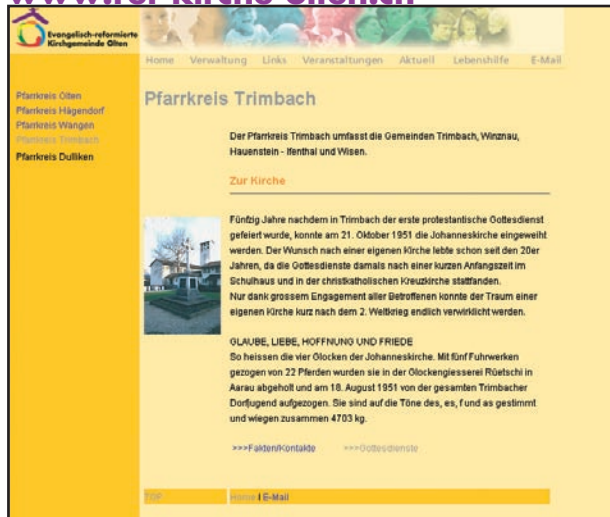 www.ref-kirche-olten.ch
Evangelisch-reformierte
Kirchgemeinde Olten
Home Verwaltung Links Veranstaltungen Aktuell Lebenshilfe E-Mail
Pfarrkreis Olten
Pfarrkreis Hägendorf
Pfarrkreis Wangen
Pfarrkreis Trimbach
Pfarrkreis Dulliken
Pfarrkreis Trimbach
Der Pfarrkreis Trimbach umfasst die Gemeinden Trimbach, Winznau,
Hauenstein - Ifenthal und Wisen.
Zur Kirche
Fünfzig Jahre nachdem in Trimbach der erste protestantische Gottesdienst
gefeiert wurde, konnte am 21. Oktober 1951 die Johanneskirche eingeweiht
werden. Der Wunsch nach einer eigenen Kirche lebte schon seit den 20er
Jahren, da die Gottesdienste damals nach einer kurzen Anfangszeit im
Schulhaus und in der christkatholischen Kreuzkirche stattfanden.
Nur dank grossem Engagement aller Betroffenen konnte der Traum einer
eigenen Kirche kurz nach dem 2. Weltkrieg endlich verwirklicht werden.
GLAUBE, LIEBE, HOFFNUNG UND FRIEDE
So heissen die vier Glocken der Johanneskirche. Mit fünf Fuhrwerken
gezogen von 22 Pferden wurden sie in der Glockengiesserei Rüetschi in
Aarau abgeholt und am 18. August 1951 von der gesamten Trimbacher
Dorfjugend aufgezogen. Sie sind auf die Töne des, es, f und as gestimmt
und wiegen zusammen 4703 kg.
>>>Fakten/Kontakte >>>Gottesdienste
TOP Home I E-Mail